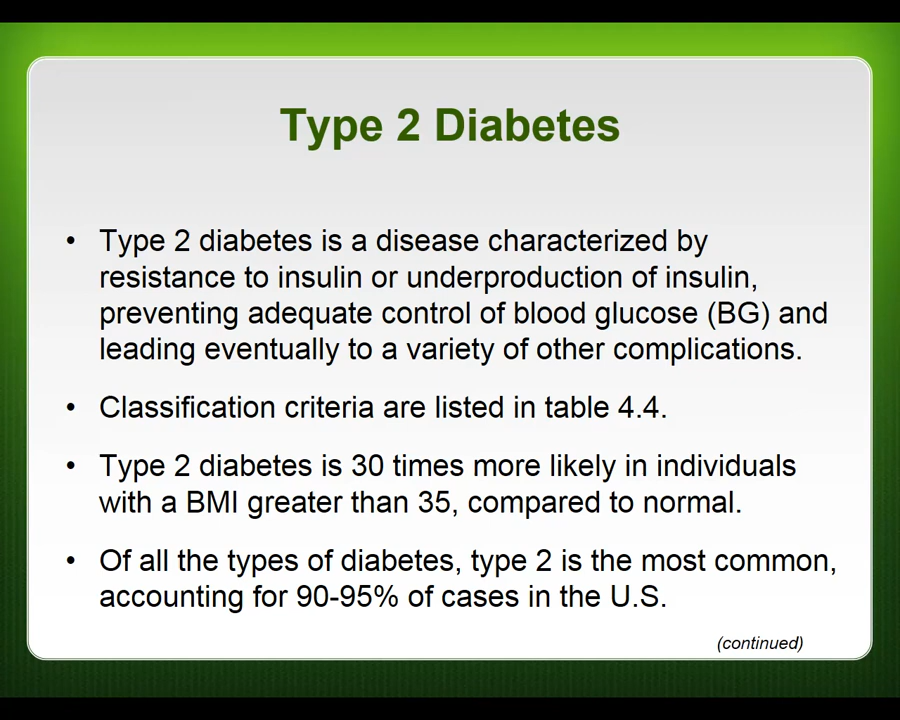 Type 2 Diabetes
• Type 2 diabetes is a disease characterized by
resistance to insulin or underproduction of insulin,
preventing adequate control of blood glucose (BG) and
leading eventually to a variety of other complications.
• Classification criteria are listed in table 4.4.
• Type 2 diabetes is 30 times more likely in individuals
with a BMI greater than 35, compared to normal.
• Of all the types of diabetes, type 2 is the most common,
accounting for 90-95% of cases in the U.S.
(continued)